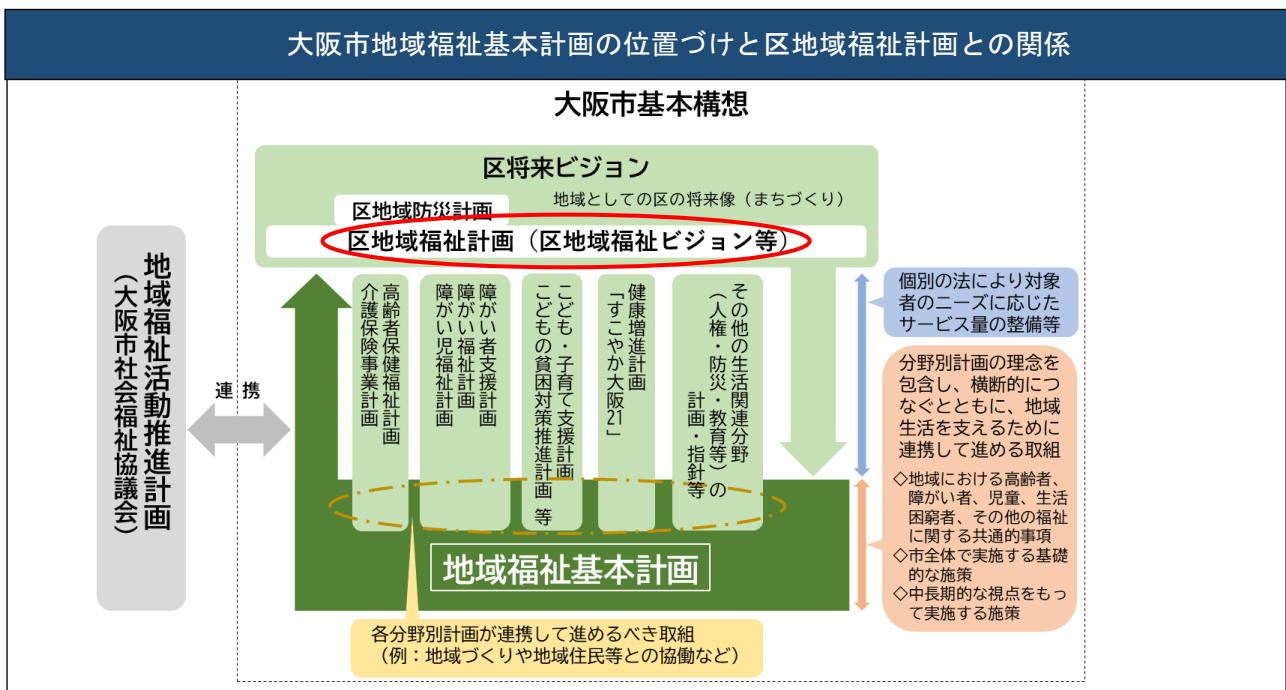 大阪市地域福祉基本計画の位置づけと区地域福祉計画との関係
大阪市基本構想
区将来ビジョン
地域としての区の将来像（まちづくり）
区地域防災計画
区地域福祉計画（区地域福祉ビジョン等）
地域福祉活動推進計画
（大阪市社会福祉協議会）
連携
高齢者保健福祉計画
介護保険事業計画
障がい者支援計画
障がい福祉計画
障がい児福祉計画
こども・子育て支援計画
こどもの貧困対策推進計画 等
健康増進計画
「すこやか大阪21」
その他の生活関連分野
（人権・防災・教育等）の
計画・指針等
個別の法により対象
者のニーズに応じた
サービス量の整備等
分野別計画の理念を
包含し、横断的につ
なぐとともに、地域
生活を支えるために
連携して進める取組
◇地域における高齢者、
障がい者、児童、生活
困窮者、その他の福祉
に関する共通的事項
◇市全体で実施する基礎
的な施策
◇中長期的な視点をもっ
て実施する施策
地域福祉基本計画
各分野別計画が連携して進めるべき取組
（例：地域づくりや地域住民等との協働など）